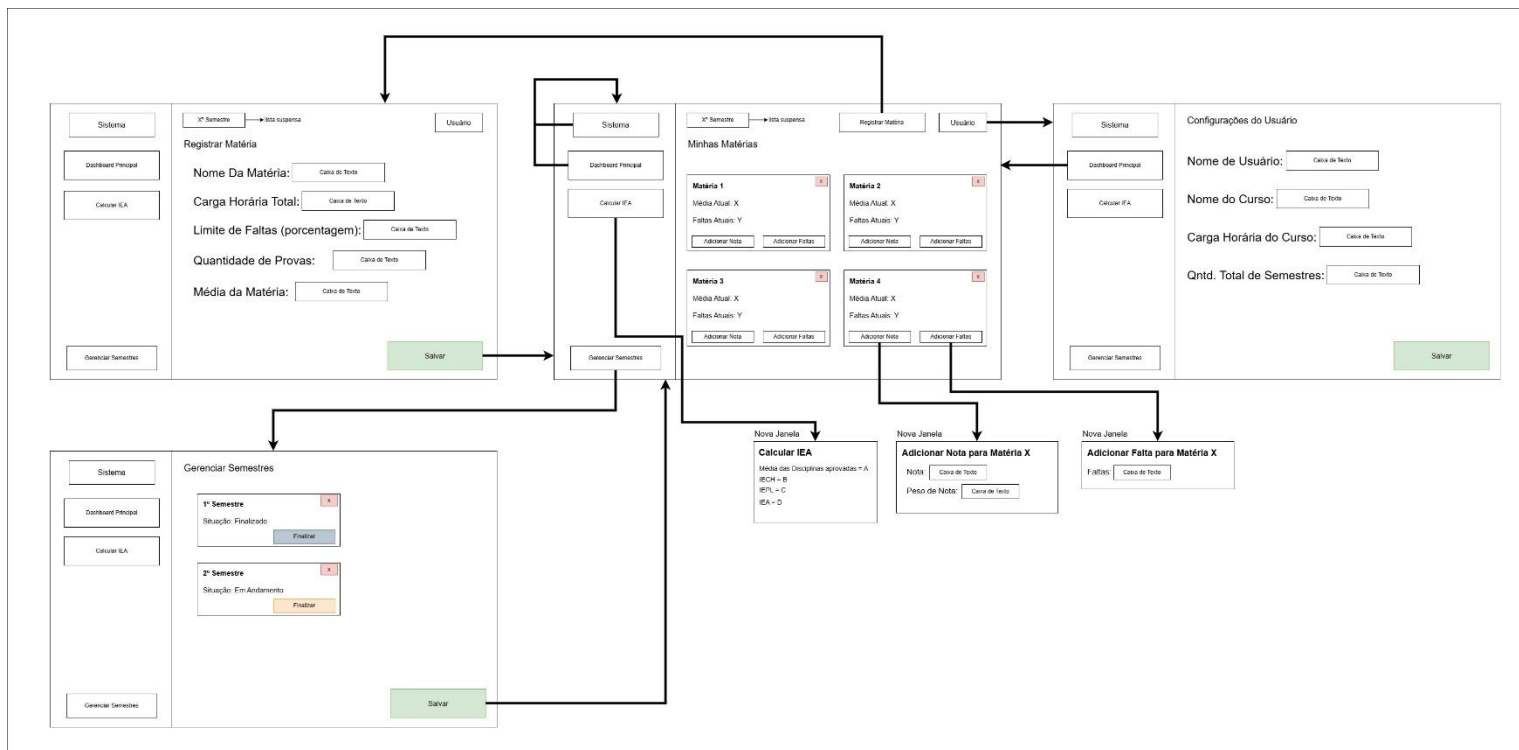 Sistema
Dashboard Principal
Calcular IEA
Gerenciar Semestres
Xº Semestre
lista suspensa
Usuário
Registrar Matéria
Nome Da Matéria:
Caixa de Texto
Carga Horária Total:
Caixa de Texto
Limite de Faltas (porcentagem):
Caixa de Texto
Quantidade de Provas:
Caixa de Texto
Média da Matéria:
Caixa de Texto
Salvar
Sistema
Dashboard Principal
Calcular IEA
Gerenciar Semestres
Xº Semestre
lista suspensa
Registrar Matéria
Usuário
Minhas Matérias
Matéria 1
X
Média Atual: X
Faltas Atuais: Y
Adicionar Nota
Adicionar Faltas
Matéria 2
X
Média Atual: X
Faltas Atuais: Y
Adicionar Nota
Adicionar Faltas
Matéria 3
X
Média Atual: X
Faltas Atuais: Y
Adicionar Nota
Adicionar Faltas
Matéria 4
X
Média Atual: X
Faltas Atuais: Y
Adicionar Nota
Adicionar Faltas
Sistema
Dashboard Principal
Calcular IEA
Gerenciar Semestres
Configurações do Usuário
Nome de Usuário:
Caixa de Texto
Nome do Curso:
Caixa de Texto
Carga Horária do Curso:
Caixa de Texto
Qntd. Total de Semestres:
Caixa de Texto
Salvar
Sistema
Dashboard Principal
Calcular IEA
Gerenciar Semestres
Gerenciar Semestres
1º Semestre
X
Situação: Finalizado
Finalizar
2º Semestre
X
Situação: Em Andamento
Finalizar
Salvar
Nova Janela
Calcular IEA
Média das Disciplinas aprovadas = A
IECH = B
IEPL = C
IEA = D
Nova Janela
Adicionar Nota para Matéria X
Nota:
Caixa de Texto
Peso de Nota:
Caixa de Texto
Nova Janela
Adicionar Falta para Matéria X
Faltas:
Caixa de Texto